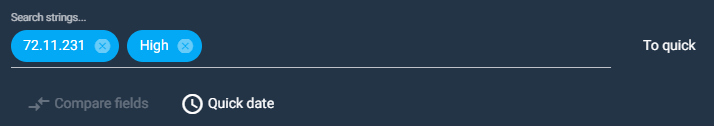 Search strings...
72.11.231 High To quick
Compare fields Quick date